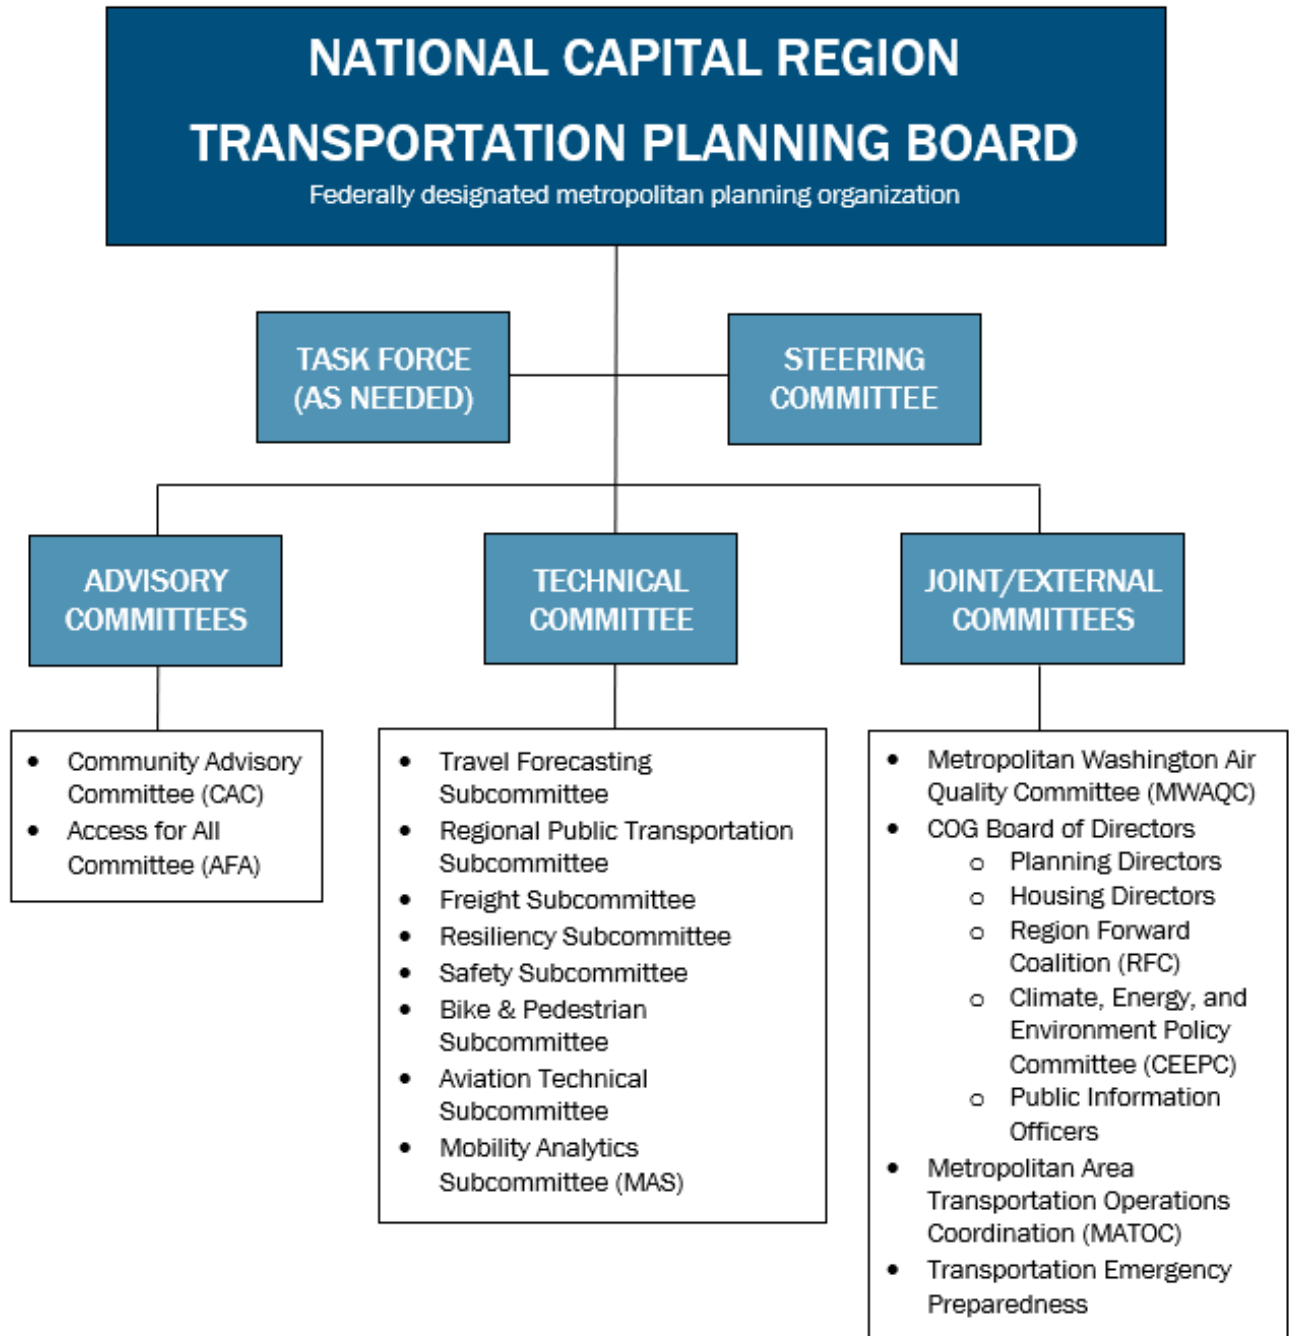 NATIONAL CAPITAL REGION
TRANSPORTATION PLANNING BOARD
Federally designated metropolitan planning organization
TASK FORCE
(AS NEEDED)
STEERING
COMMITTEE
ADVISORY
COMMITTEES
TECHNICAL
COMMITTEE
JOINT/EXTERNAL
COMMITTEES
• Community Advisory
Committee (CAC)
• Access for All
Committee (AFA)
• Travel Forecasting
Subcommittee
• Regional Public Transportation
Subcommittee
• Freight Subcommittee
• Resiliency Subcommittee
• Safety Subcommittee
• Bike & Pedestrian
Subcommittee
• Aviation Technical
Subcommittee
• Mobility Analytics
Subcommittee (MAS)
• Metropolitan Washington Air
Quality Committee (MWAQC)
• COG Board of Directors
o Planning Directors
o Housing Directors
o Region Forward
Coalition (RFC)
o Climate, Energy, and
Environment Policy
Committee (CEEPC)
o Public Information
Officers
• Metropolitan Area
Transportation Operations
Coordination (MATOC)
• Transportation Emergency
Preparedness